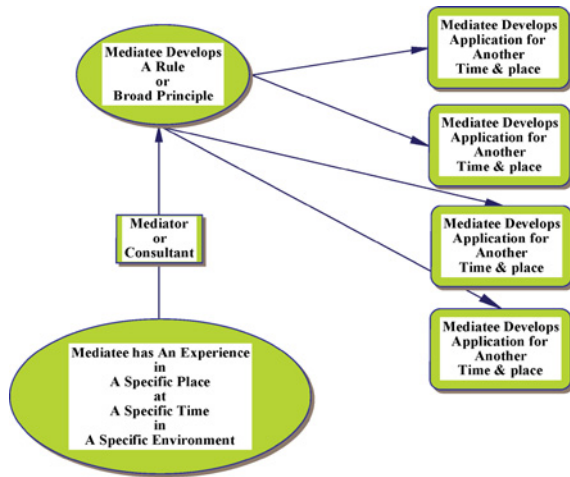 Mediatee Develops
A Rule
or
Broad Principle
Mediator
or
Consultant
Mediatee has An Experience
in
A Specific Place
at
A Specific Time
in
A Specific Environment
Mediatee Develops
Application for
Another
Time & place
Mediatee Develops
Application for
Another
Time & place
Mediatee Develops
Application for
Another
Time & place
Mediatee Develops
Application for
Another
Time & place